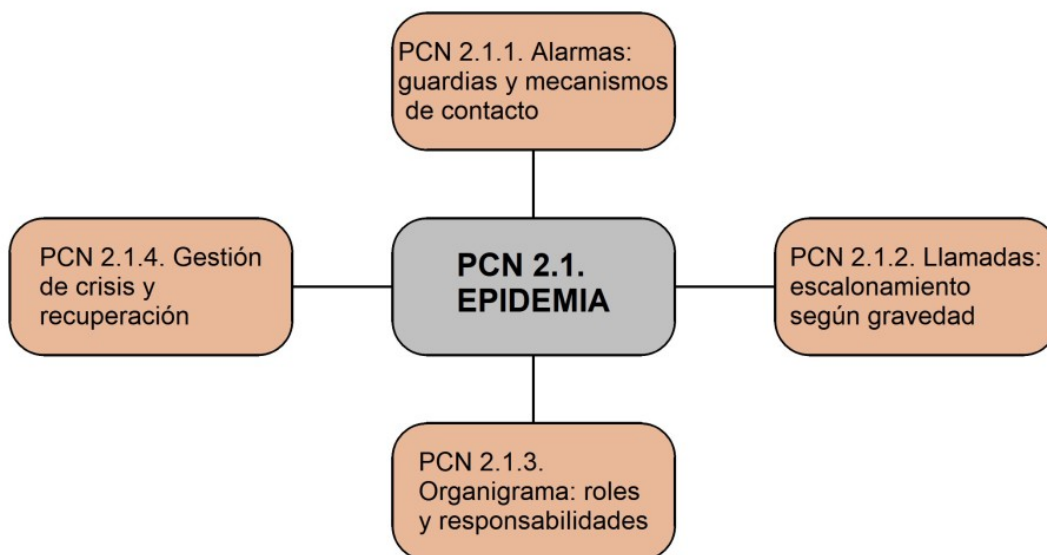 PCN 2.1.1. Alarmas:
guardias y mecanismos
de contacto
PCN 2.1.4. Gestión
de crisis y
recuperación
PCN 2.1.
EPIDEMIA
PCN 2.1.2. Llamadas:
escalonamiento
según gravedad
PCN 2.1.3.
Organigrama: roles
y responsabilidades